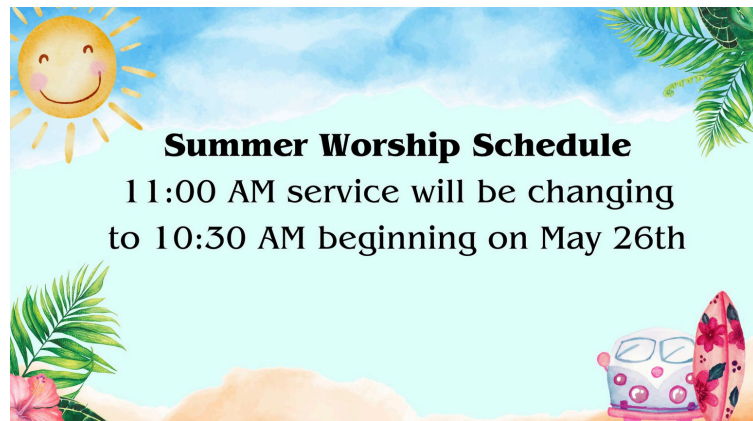 Summer Worship Schedule
11:00 AM service will be changing
to 10:30 AM beginning on May 26th